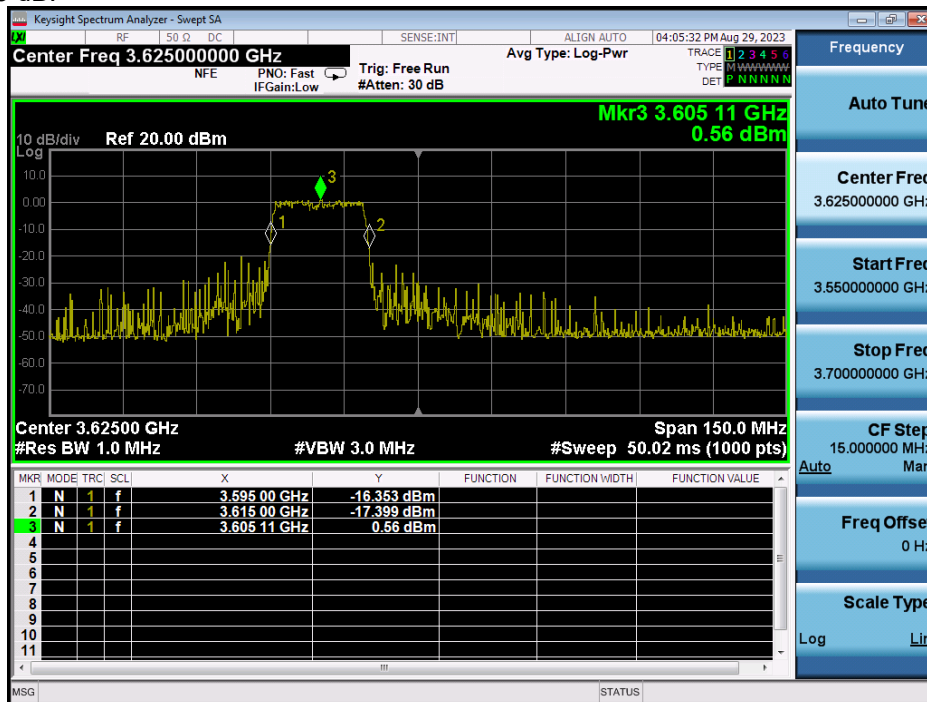 Keysight Spectrum Analyzer - Swept SA
LXI RF 50 Ω DC SENSE:INT ALIGN AUTO 04:05:32 PM Aug 29, 2023
Center Freq 3.625000000 GHz Avg Type: Log-Pwr TRACE 1 2 3 4 5 6
NFE PNO: Fast Trig: Free Run TYPE M WWWWW
IFGain:Low #Atten: 30 dB DET P N N N N N
Mkr3 3.605 11 GHz
0.56 dBm
10 dB/div Ref 20.00 dBm
Log
10.0
0.00
-10.0
-20.0
-30.0
-40.0
-50.0
-60.0
-70.0
3
1
2
Center 3.62500 GHz Span 150.0 MHz
#Res BW 1.0 MHz #VBW 3.0 MHz #Sweep 50.02 ms (1000 pts)
MKR MODE TRC SCL X Y FUNCTION FUNCTION WIDTH FUNCTION VALUE
1 N 1 f 3.595 00 GHz -16.353 dBm
2 N 1 f 3.615 00 GHz -17.399 dBm
3 N 1 f 3.605 11 GHz 0.56 dBm
4
5
6
7
8
9
10
11
MSG STATUS
Frequency
Auto Tune
Center Freq
3.625000000 GHz
Start Freq
3.550000000 GHz
Stop Freq
3.700000000 GHz
CF Step
15.000000 MHz
Auto Man
Freq Offset
0 Hz
Scale Type
Log Lin